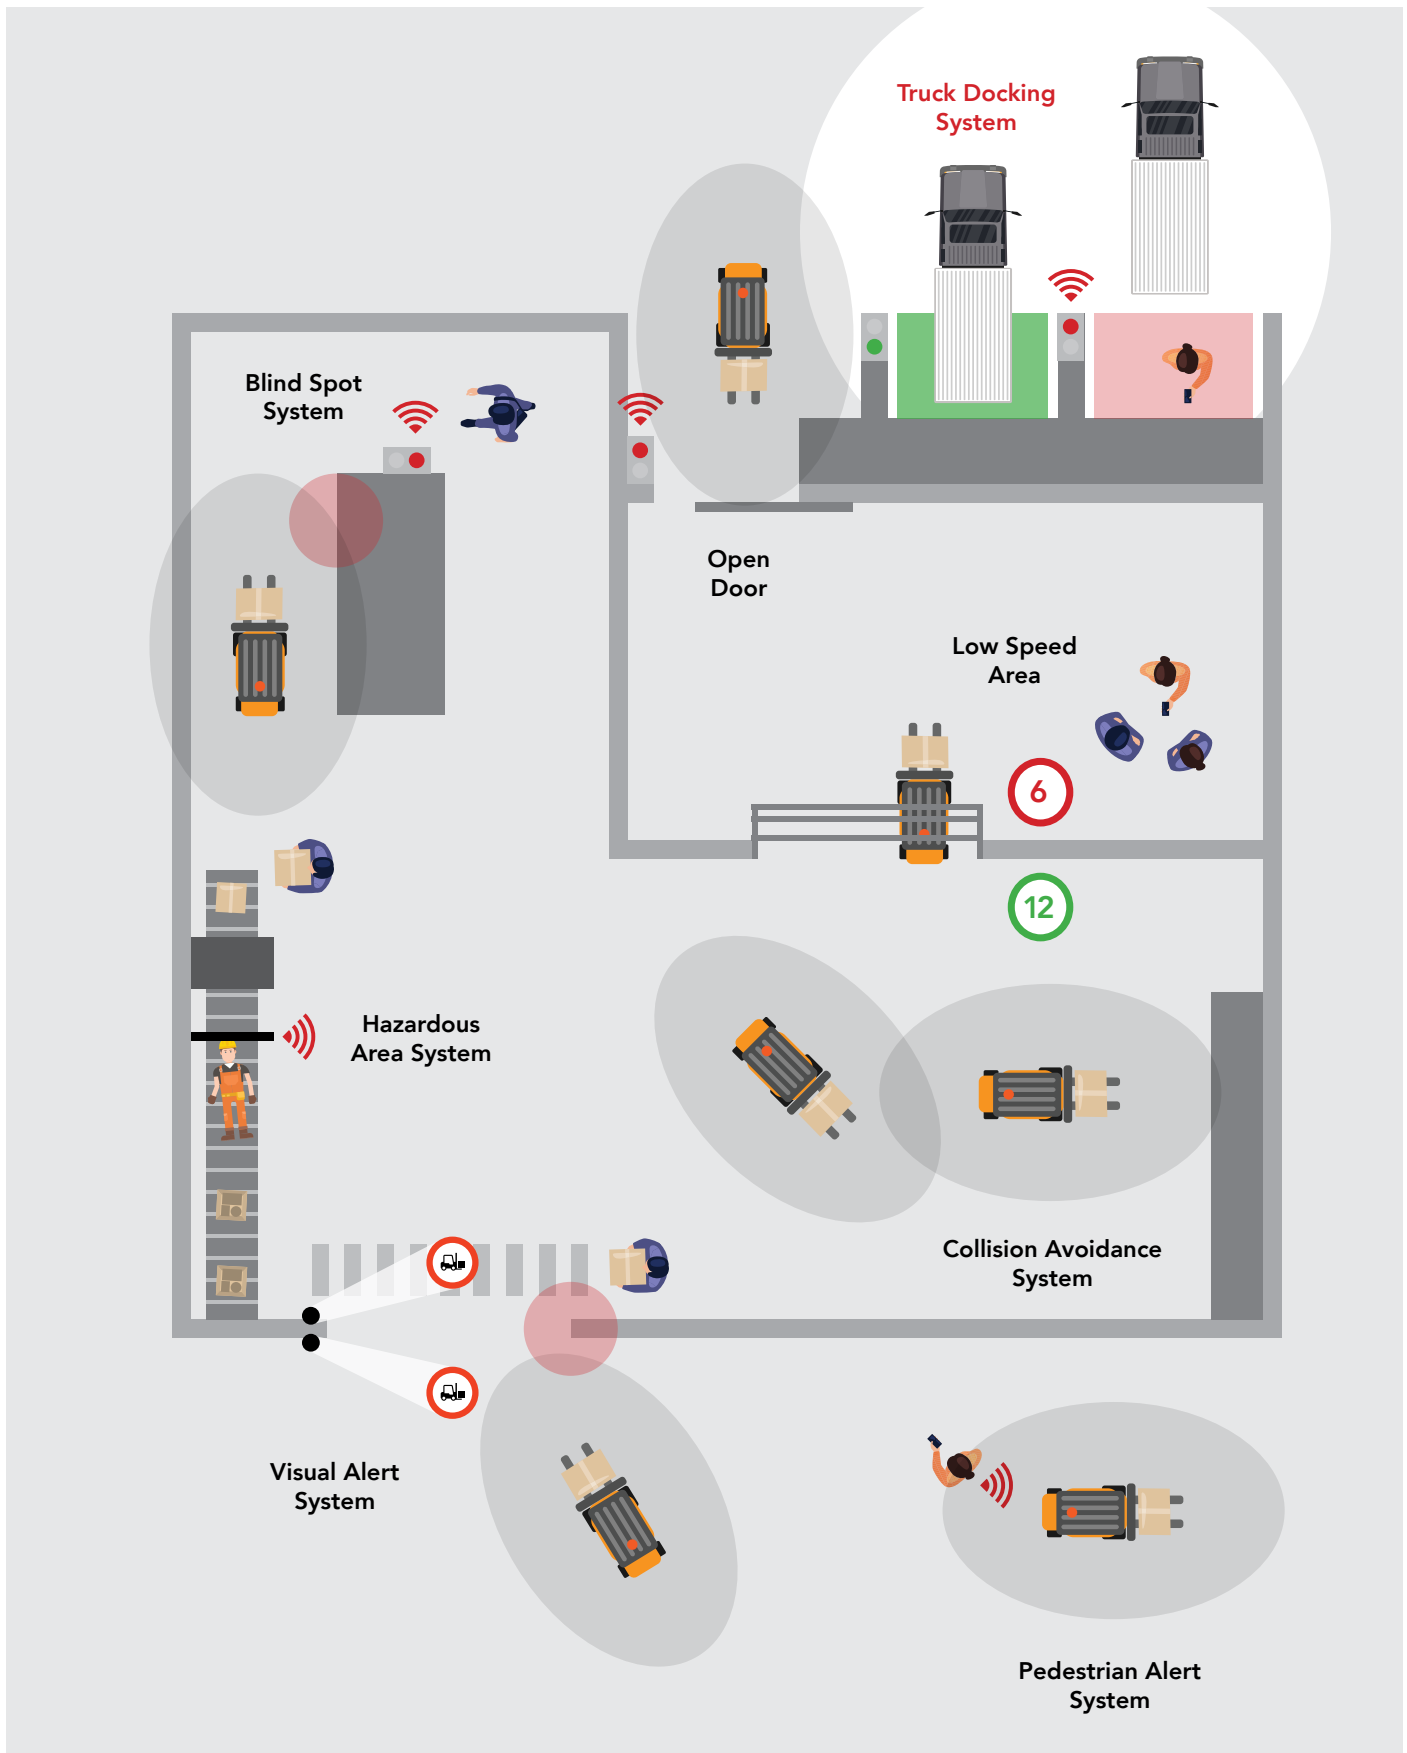 Truck Docking
System
Blind Spot
System
Open
Door
Low Speed
Area
6
12
Hazardous
Area System
Collision Avoidance
System
Visual Alert
System
Pedestrian Alert
System